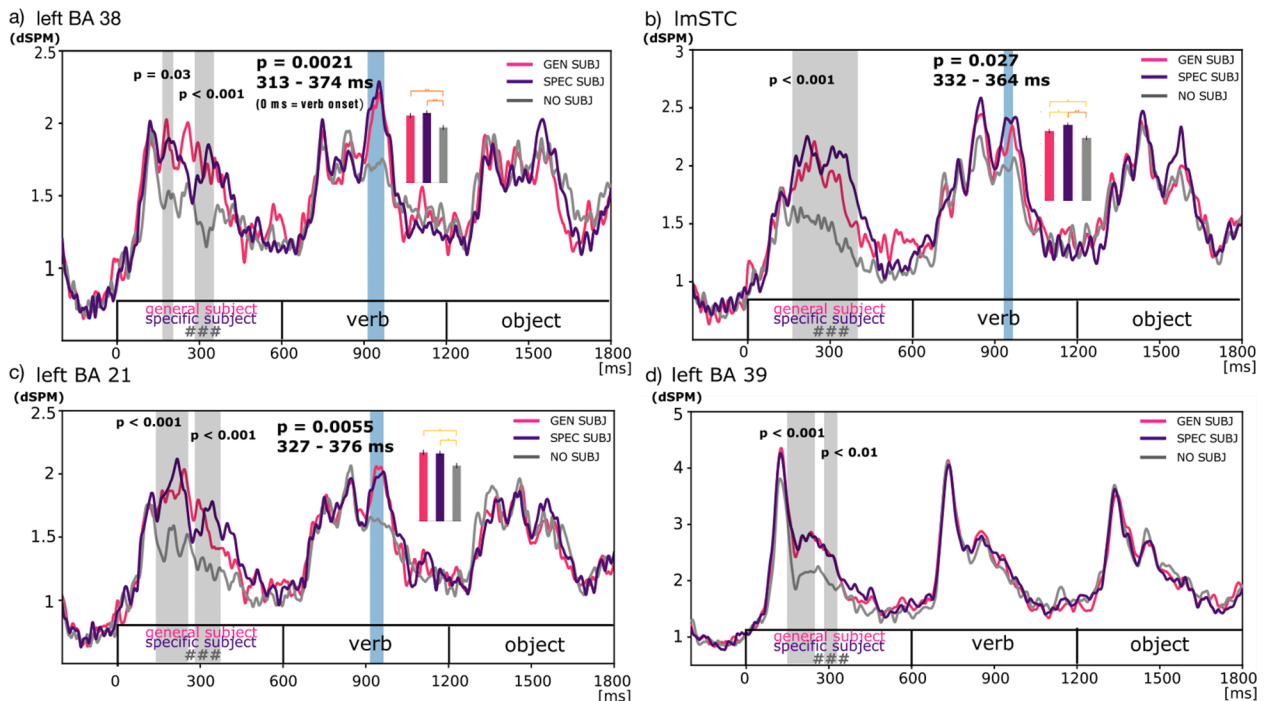 a) left BA 38
(dSPM)
2.5
2
1.5
1
p = 0.03
p < 0.001
p = 0.0021
313 - 374 ms
(0 ms = verb onset)
GEN SUBJ
SPEC SUBJ
NO SUBJ
general subject
specific subject
###
verb
object
0 300 600 900 1200 1500 1800
[ms]
b) lmSTC
(dSPM)
3
2.5
2
1.5
1
p < 0.001
p = 0.027
332 - 364 ms
GEN SUBJ
SPEC SUBJ
NO SUBJ
general subject
specific subject
###
verb
object
0 300 600 900 1200 1500 1800
[ms]
c) left BA 21
(dSPM)
2.5
2
1.5
1
p < 0.001
p < 0.001
p = 0.0055
327 - 376 ms
GEN SUBJ
SPEC SUBJ
NO SUBJ
general subject
specific subject
###
verb
object
0 300 600 900 1200 1500 1800
[ms]
d) left BA 39
(dSPM)
5
4
3
2
1
p < 0.001
p < 0.01
GEN SUBJ
SPEC SUBJ
NO SUBJ
general subject
specific subject
###
verb
object
0 300 600 900 1200 1500 1800
[ms]